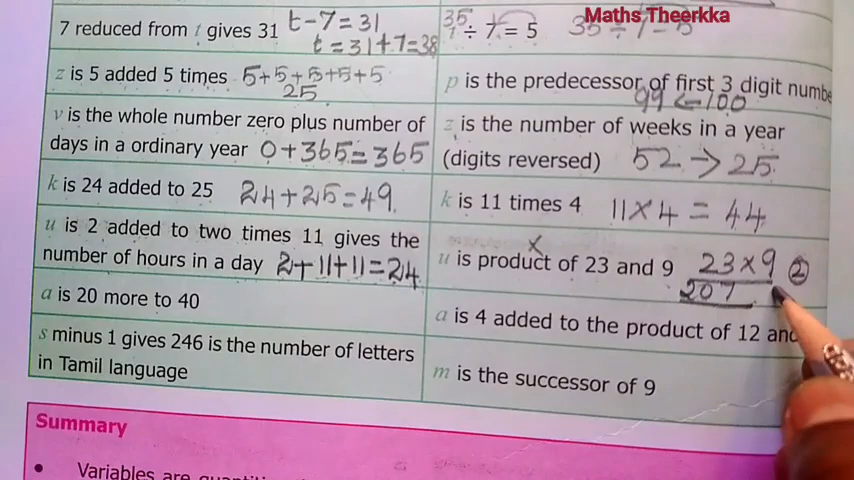 Maths Theerkka
7 reduced from t gives 31 t-7=31
t=31+7=38
35
÷ 7 = 5 35÷7=5
z is 5 added 5 times 5+5+5+5+5
25
p is the predecessor of first 3 digit
99 ← 100
v is the whole number zero plus number of
days in a ordinary year 0+365=365
z is the number of weeks in a year
(digits reversed) 52 → 25
k is 24 added to 25 24+25=49
k is 11 times 4 11×4=44
u is 2 added to two times 11 gives the
number of hours in a day 2+11+11=24
×
u is product of 23 and 9 23×9 ②
207
a is 20 more to 40
a is 4 added to the product of 12 and
s minus 1 gives 246 is the number of letters
in Tamil language
m is the successor of 9
Summary
• Variables are